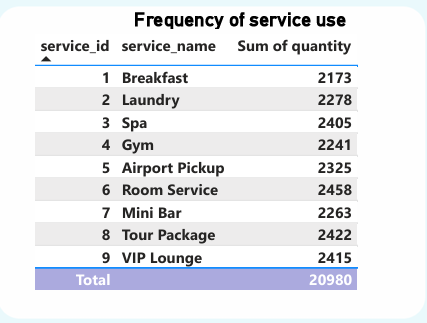 Frequency of service use
service_id service_name Sum of quantity
1 Breakfast 2173
2 Laundry 2278
3 Spa 2405
4 Gym 2241
5 Airport Pickup 2325
6 Room Service 2458
7 Mini Bar 2263
8 Tour Package 2422
9 VIP Lounge 2415
Total 20980